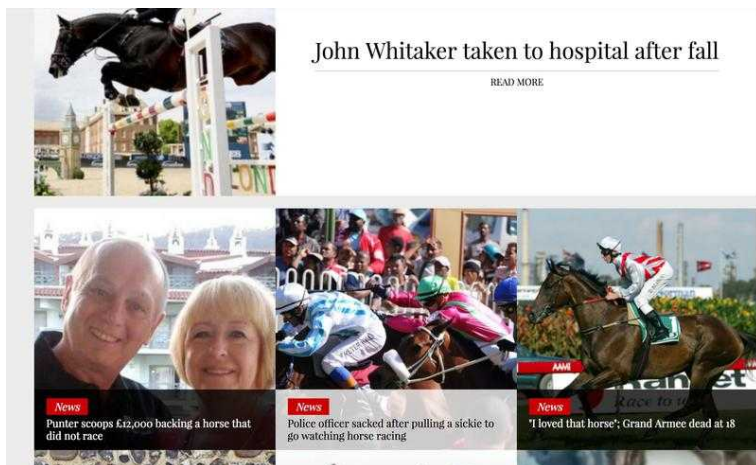 John Whitaker taken to hospital after fall
READ MORE
News
Punter scoops £12,000 backing a horse that
did not race
News
Police officer sacked after pulling a sickie to
go watching horse racing
AAMI
News
"I loved that horse"; Grand Armee dead at 18